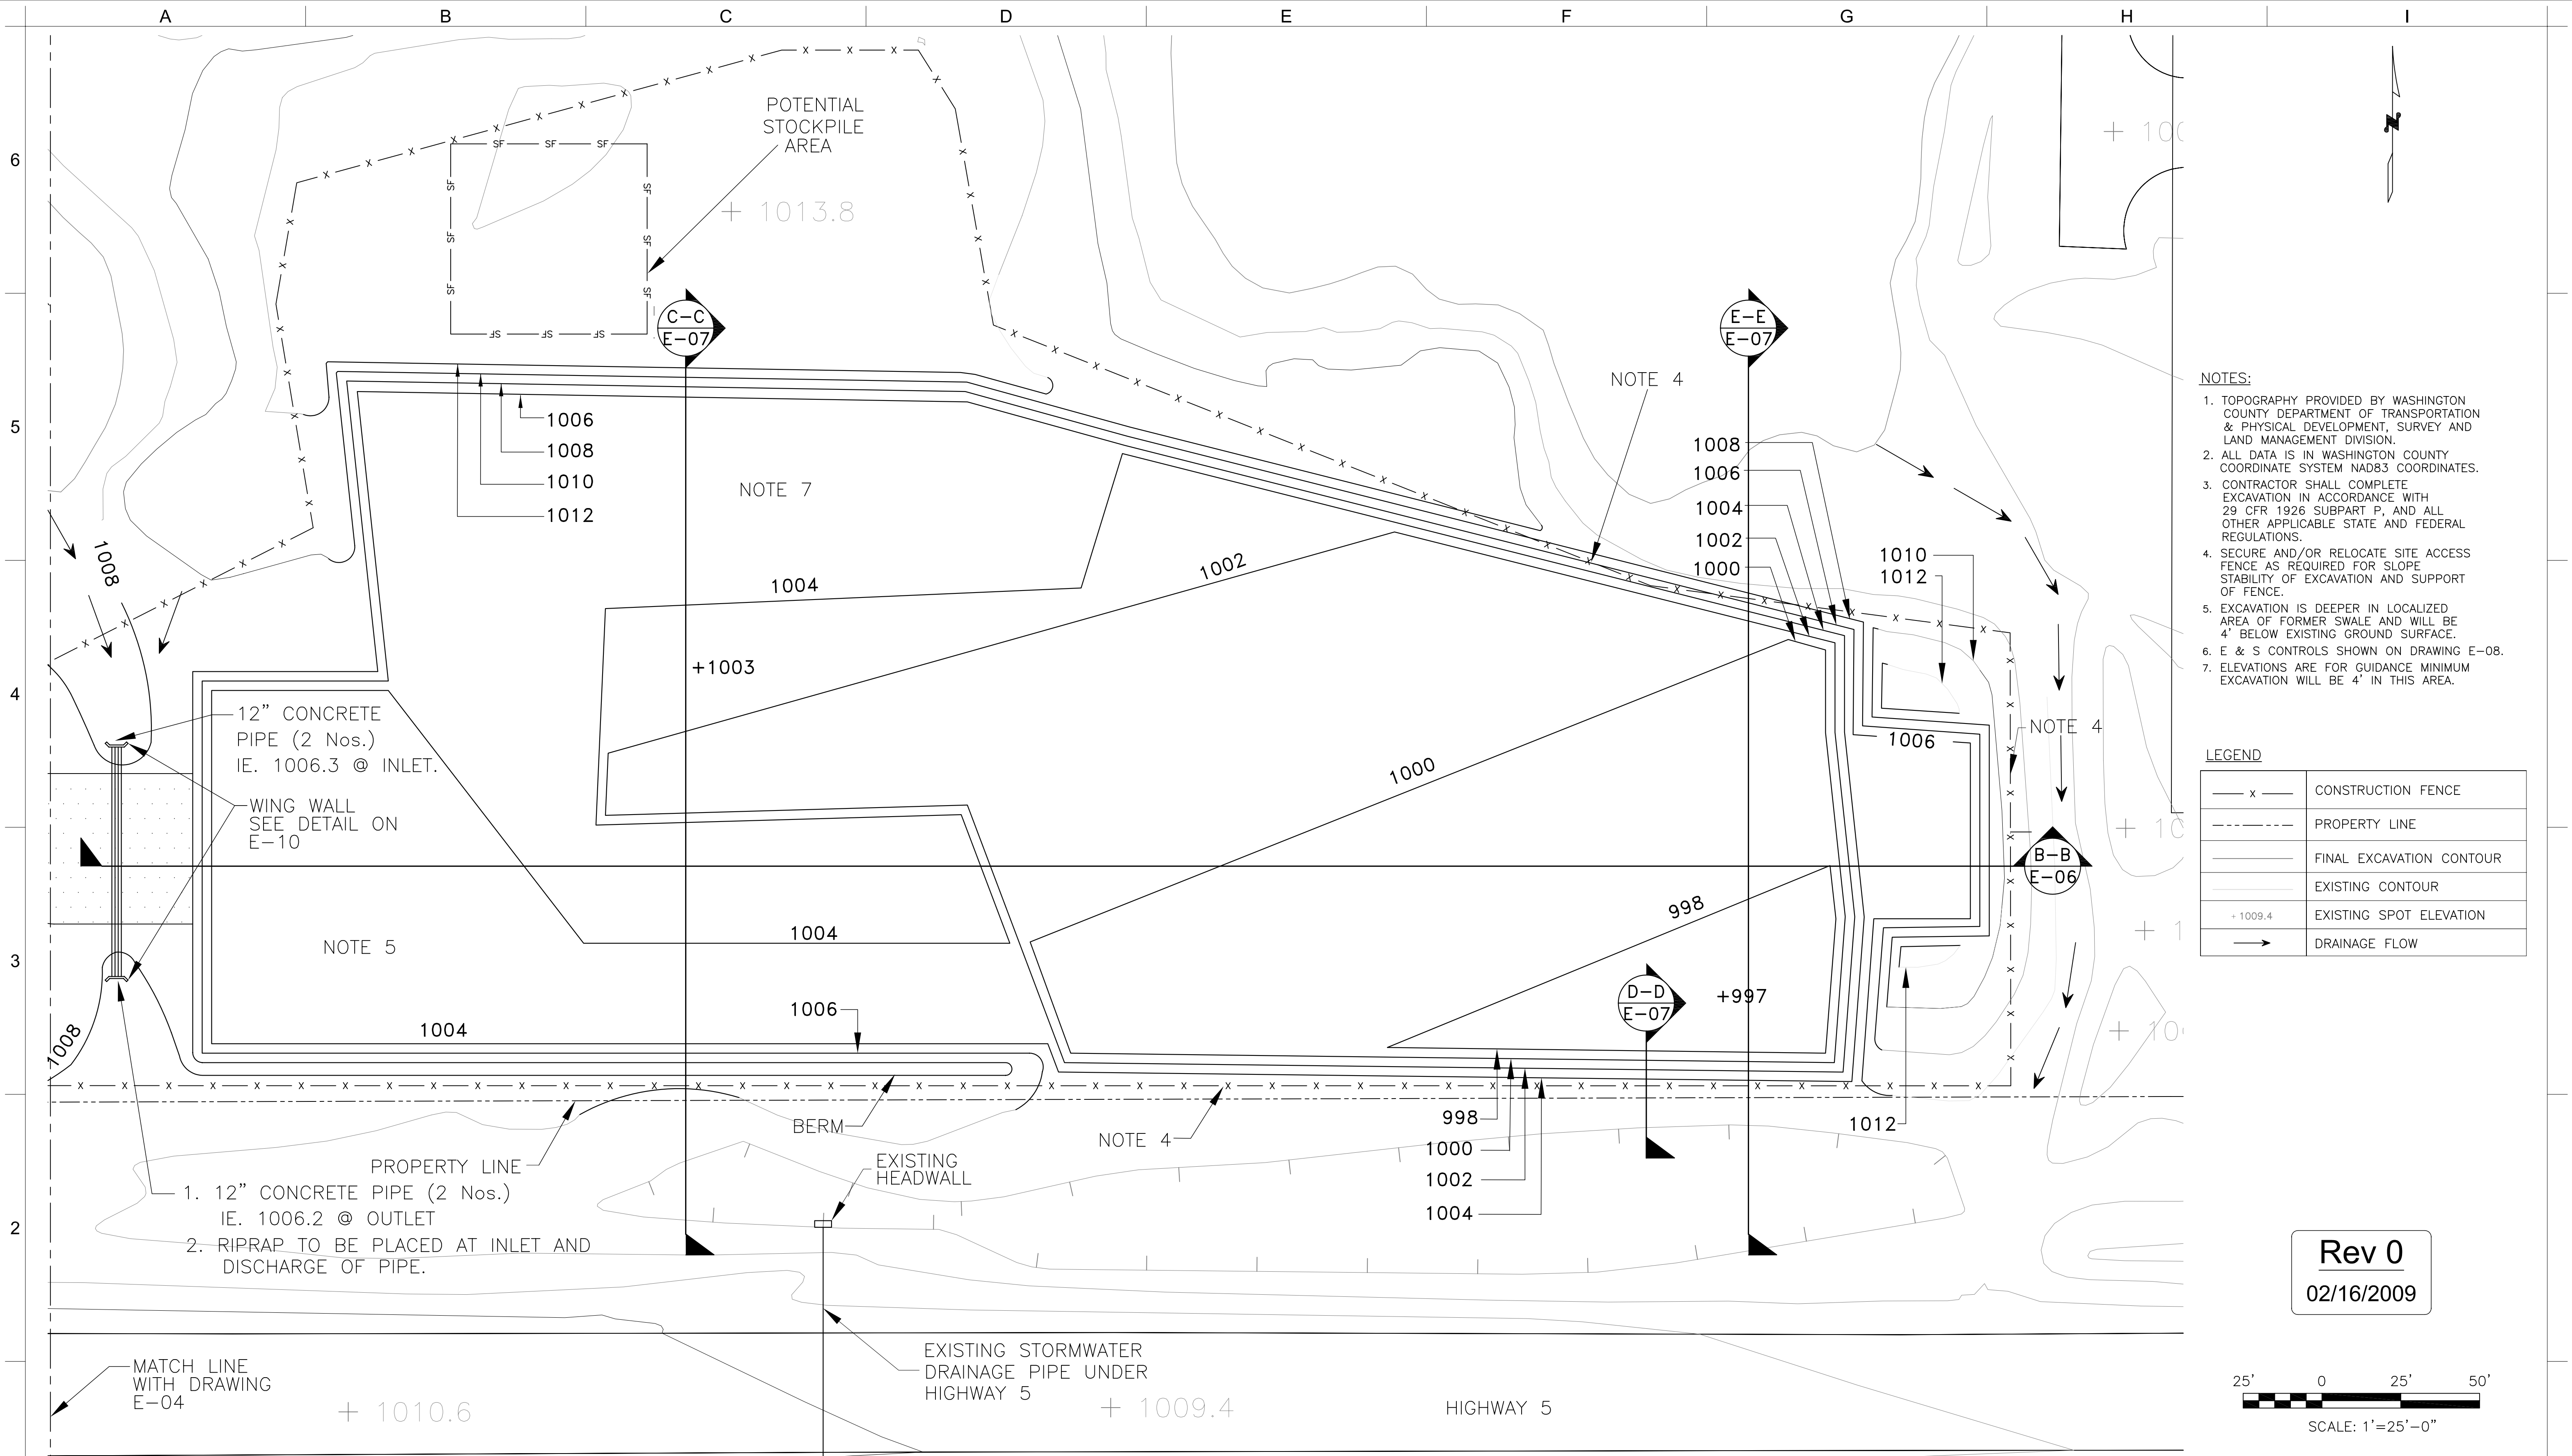 A B C D E F G H I
6
5
4
3
2
POTENTIAL
STOCKPILE
AREA
+ 1013.8
SF SF SF
SF SF SF
SF SF SF
SF SF SF
C-C
E-07
E-E
E-07
1006
1008
1010
1012
NOTE 7
NOTE 4
1008
1006
1004
1002
1000
1010
1012
1008
1004
1002
+1003
12" CONCRETE
PIPE (2 Nos.)
IE. 1006.3 @ INLET.
WING WALL
SEE DETAIL ON
E-10
1000
1006
NOTE 4
B-B
E-06
998
NOTE 5
1004
D-D
E-07
+997
1006
1004
1008
BERM
NOTE 4
998
1000
1002
1004
1012
PROPERTY LINE
1. 12" CONCRETE PIPE (2 Nos.)
IE. 1006.2 @ OUTLET
2. RIPRAP TO BE PLACED AT INLET AND
DISCHARGE OF PIPE.
EXISTING
HEADWALL
MATCH LINE
WITH DRAWING
E-04
+ 1010.6
EXISTING STORMWATER
DRAINAGE PIPE UNDER
HIGHWAY 5
+ 1009.4
HIGHWAY 5
N
NOTES:
1. TOPOGRAPHY PROVIDED BY WASHINGTON
COUNTY DEPARTMENT OF TRANSPORTATION
& PHYSICAL DEVELOPMENT, SURVEY AND
LAND MANAGEMENT DIVISION.
2. ALL DATA IS IN WASHINGTON COUNTY
COORDINATE SYSTEM NAD83 COORDINATES.
3. CONTRACTOR SHALL COMPLETE
EXCAVATION IN ACCORDANCE WITH
29 CFR 1926 SUBPART P, AND ALL
OTHER APPLICABLE STATE AND FEDERAL
REGULATIONS.
4. SECURE AND/OR RELOCATE SITE ACCESS
FENCE AS REQUIRED FOR SLOPE
STABILITY OF EXCAVATION AND SUPPORT
OF FENCE.
5. EXCAVATION IS DEEPER IN LOCALIZED
AREA OF FORMER SWALE AND WILL BE
4' BELOW EXISTING GROUND SURFACE.
6. E & S CONTROLS SHOWN ON DRAWING E-08.
7. ELEVATIONS ARE FOR GUIDANCE MINIMUM
EXCAVATION WILL BE 4' IN THIS AREA.
LEGEND
X CONSTRUCTION FENCE
PROPERTY LINE
FINAL EXCAVATION CONTOUR
EXISTING CONTOUR
+ 1009.4 EXISTING SPOT ELEVATION
DRAINAGE FLOW
Rev 0
02/16/2009
25' 0 25' 50'
SCALE: 1'=25'-0"